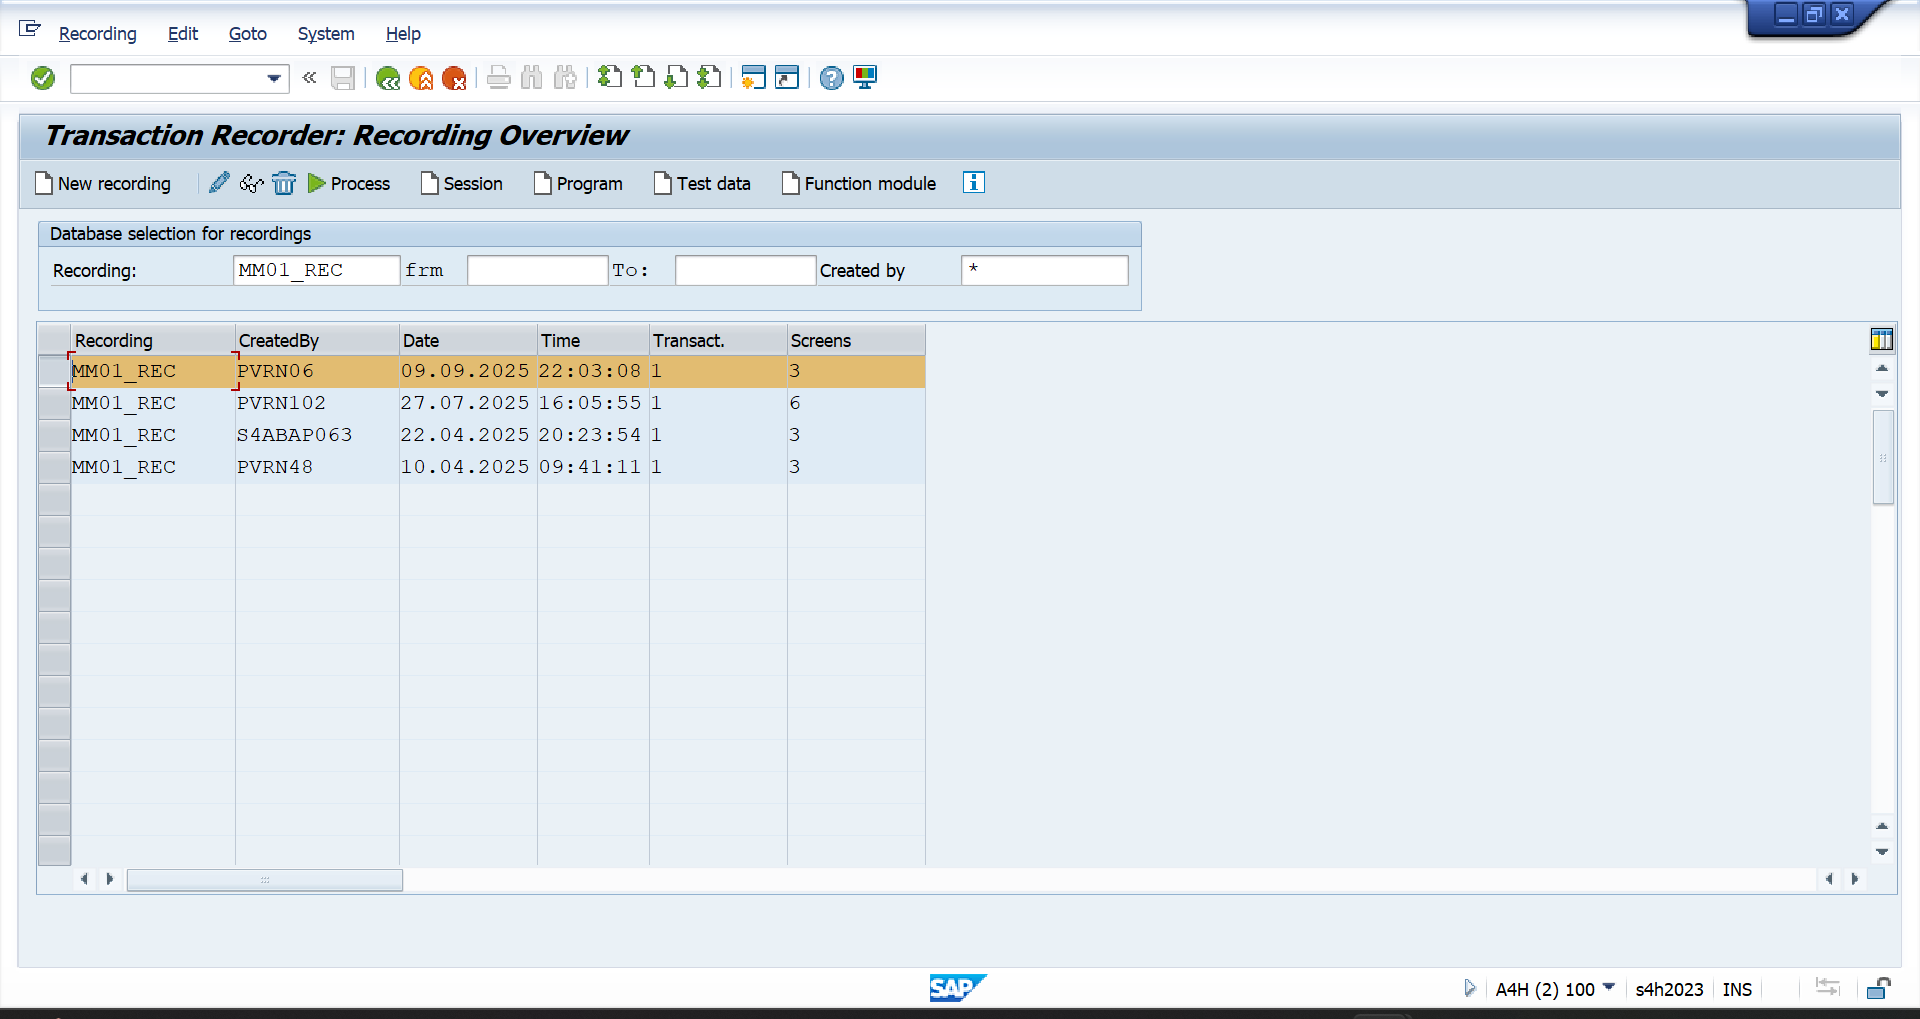 Recording Edit Goto System Help
Transaction Recorder: Recording Overview
New recording Process Session Program Test data Function module
Database selection for recordings
Recording: MM01_REC frm To: Created by *
Recording CreatedBy Date Time Transact. Screens
MM01_REC PVRN06 09.09.2025 22:03:08 1 3
MM01_REC PVRN102 27.07.2025 16:05:55 1 6
MM01_REC S4ABAP063 22.04.2025 20:23:54 1 3
MM01_REC PVRN48 10.04.2025 09:41:11 1 3
SAP A4H (2) 100 s4h2023 INS